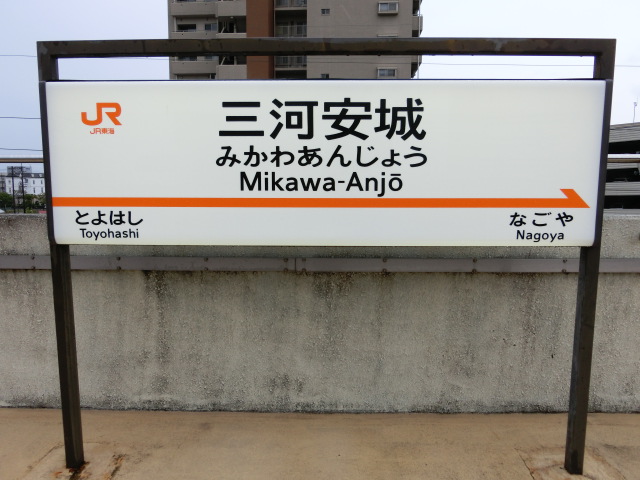 JR
JR東海
三河安城
みかわあんじょう
Mikawa-Anjō
とよはし
Toyohashi
なごや
Nagoya